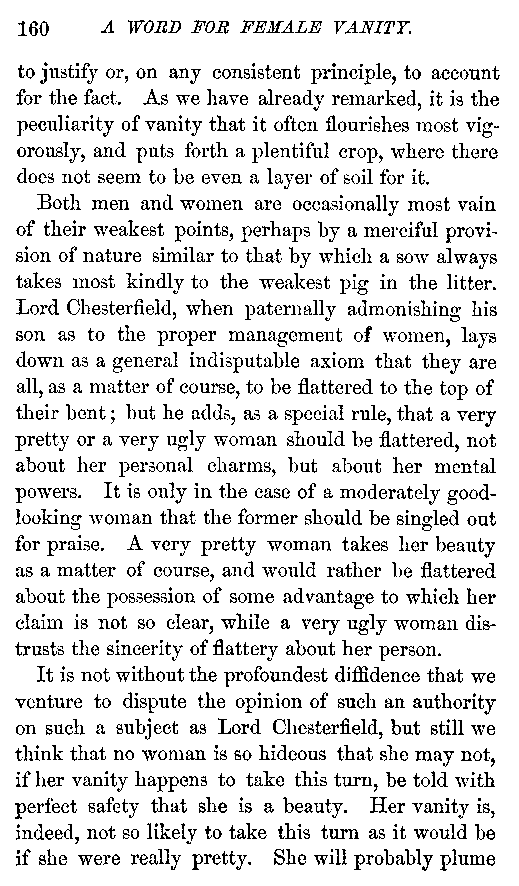 160 A WORD FOR FEMALE VANITY.
to justify or, on any consistent principle, to account
for the fact. As we have already remarked, it is the
peculiarity of vanity that it often flourishes most vig-
orously, and puts forth a plentiful crop, where there
does not seem to be even a layer of soil for it.
Both men and women are occasionally most vain
of their weakest points, perhaps by a merciful provi-
sion of nature similar to that by which a sow always
takes most kindly to the weakest pig in the litter.
Lord Chesterfield, when paternally admonishing his
son as to the proper management of women, lays
down as a general indisputable axiom that they are
all, as a matter of course, to be flattered to the top of
their bent; but he adds, as a special rule, that a very
pretty or a very ugly woman should be flattered, not
about her personal charms, but about her mental
powers. It is only in the case of a moderately good-
looking woman that the former should be singled out
for praise. A very pretty woman takes her beauty
as a matter of course, and would rather be flattered
about the possession of some advantage to which her
claim is not so clear, while a very ugly woman dis-
trusts the sincerity of flattery about her person.
It is not without the profoundest diffidence that we
venture to dispute the opinion of such an authority
on such a subject as Lord Chesterfield, but still we
think that no woman is so hideous that she may not,
if her vanity happens to take this turn, be told with
perfect safety that she is a beauty. Her vanity is,
indeed, not so likely to take this turn as it would be
if she were really pretty. She will probably plume